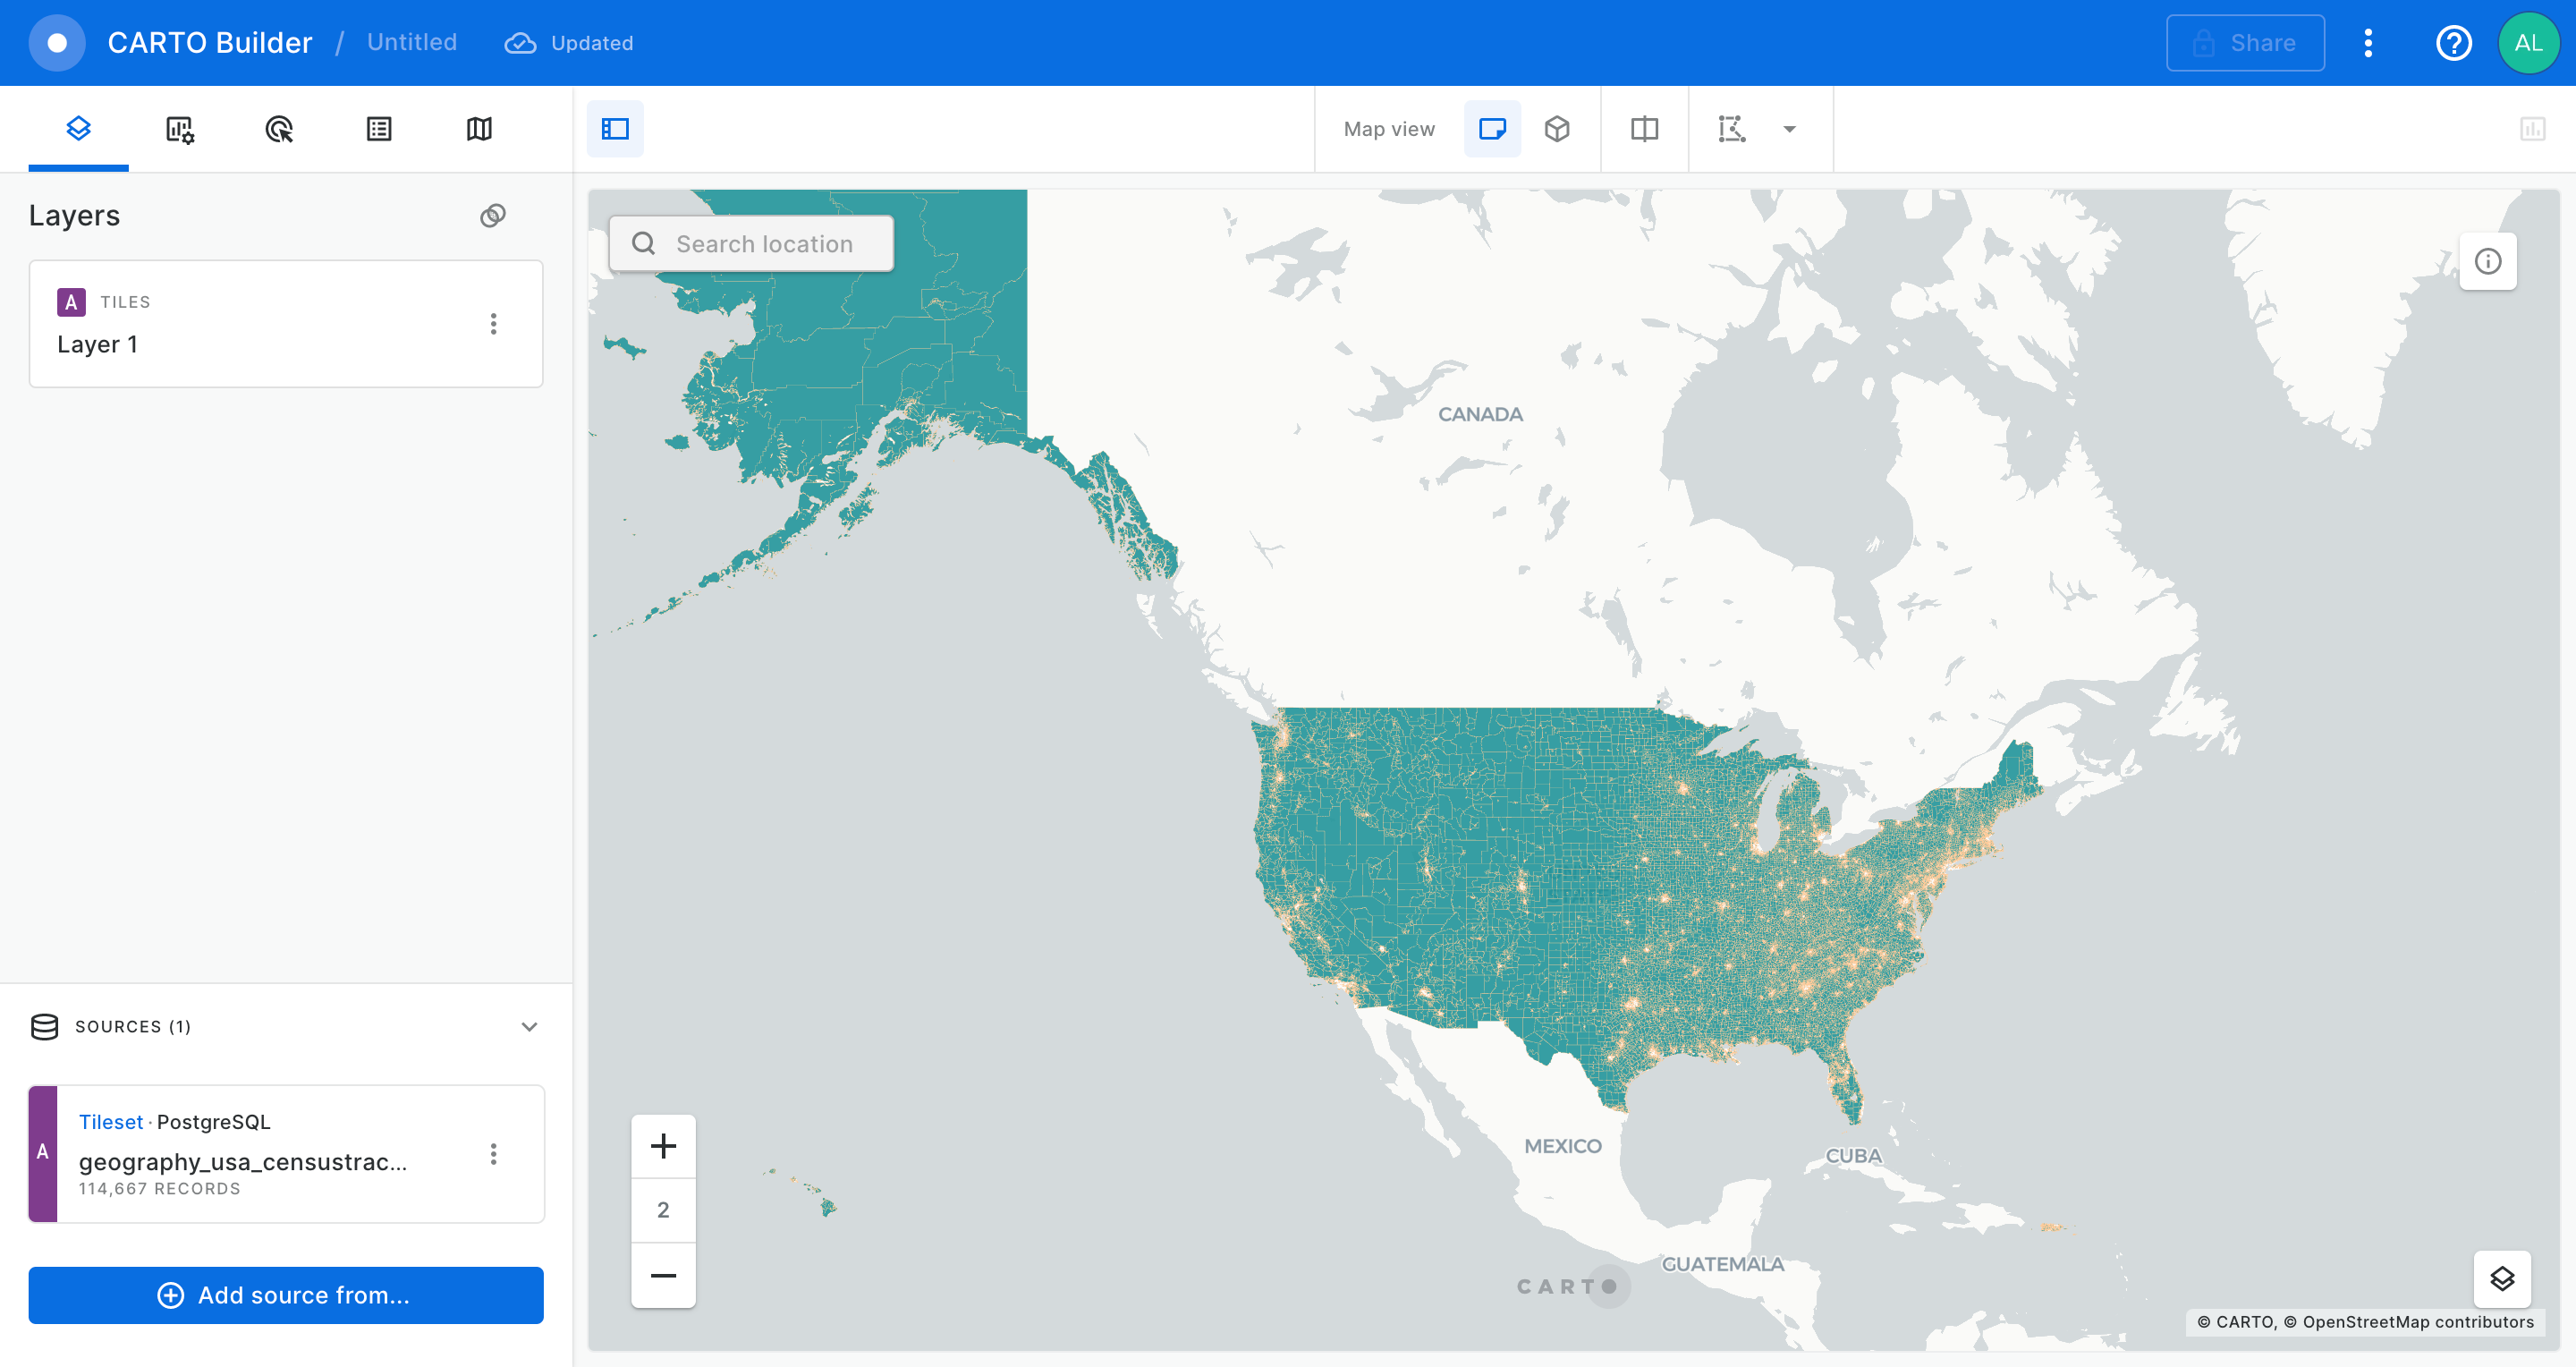 CARTO Builder / Untitled Updated Share AL
Map view
Layers
A TILES
Layer 1
Search location
CANADA
MEXICO
CUBA
GUATEMALA
SOURCES (1)
A
Tileset · PostgreSQL
geography_usa_censustrac...
114,667 RECORDS
Add source from...
2
CARTO
© CARTO, © OpenStreetMap contributors